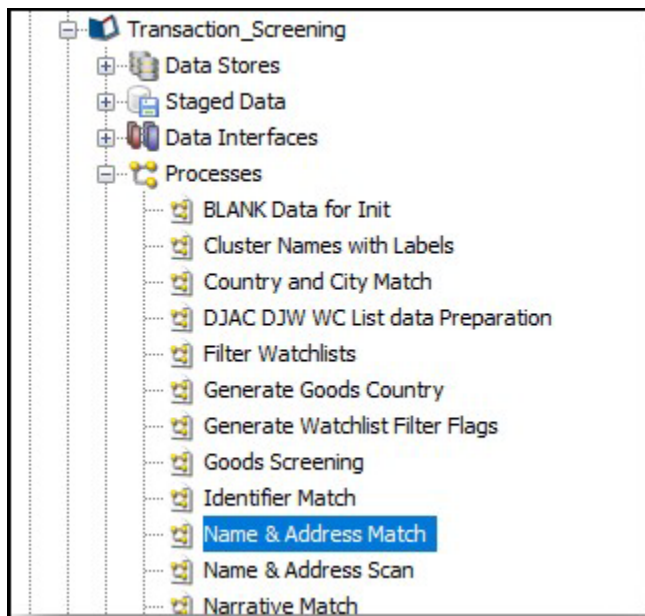 Transaction_Screening
Data Stores
Staged Data
Data Interfaces
Processes
BLANK Data for Init
Cluster Names with Labels
Country and City Match
DJAC DJW WC List data Preparation
Filter Watchlists
Generate Goods Country
Generate Watchlist Filter Flags
Goods Screening
Identifier Match
Name & Address Match
Name & Address Scan
Narrative Match